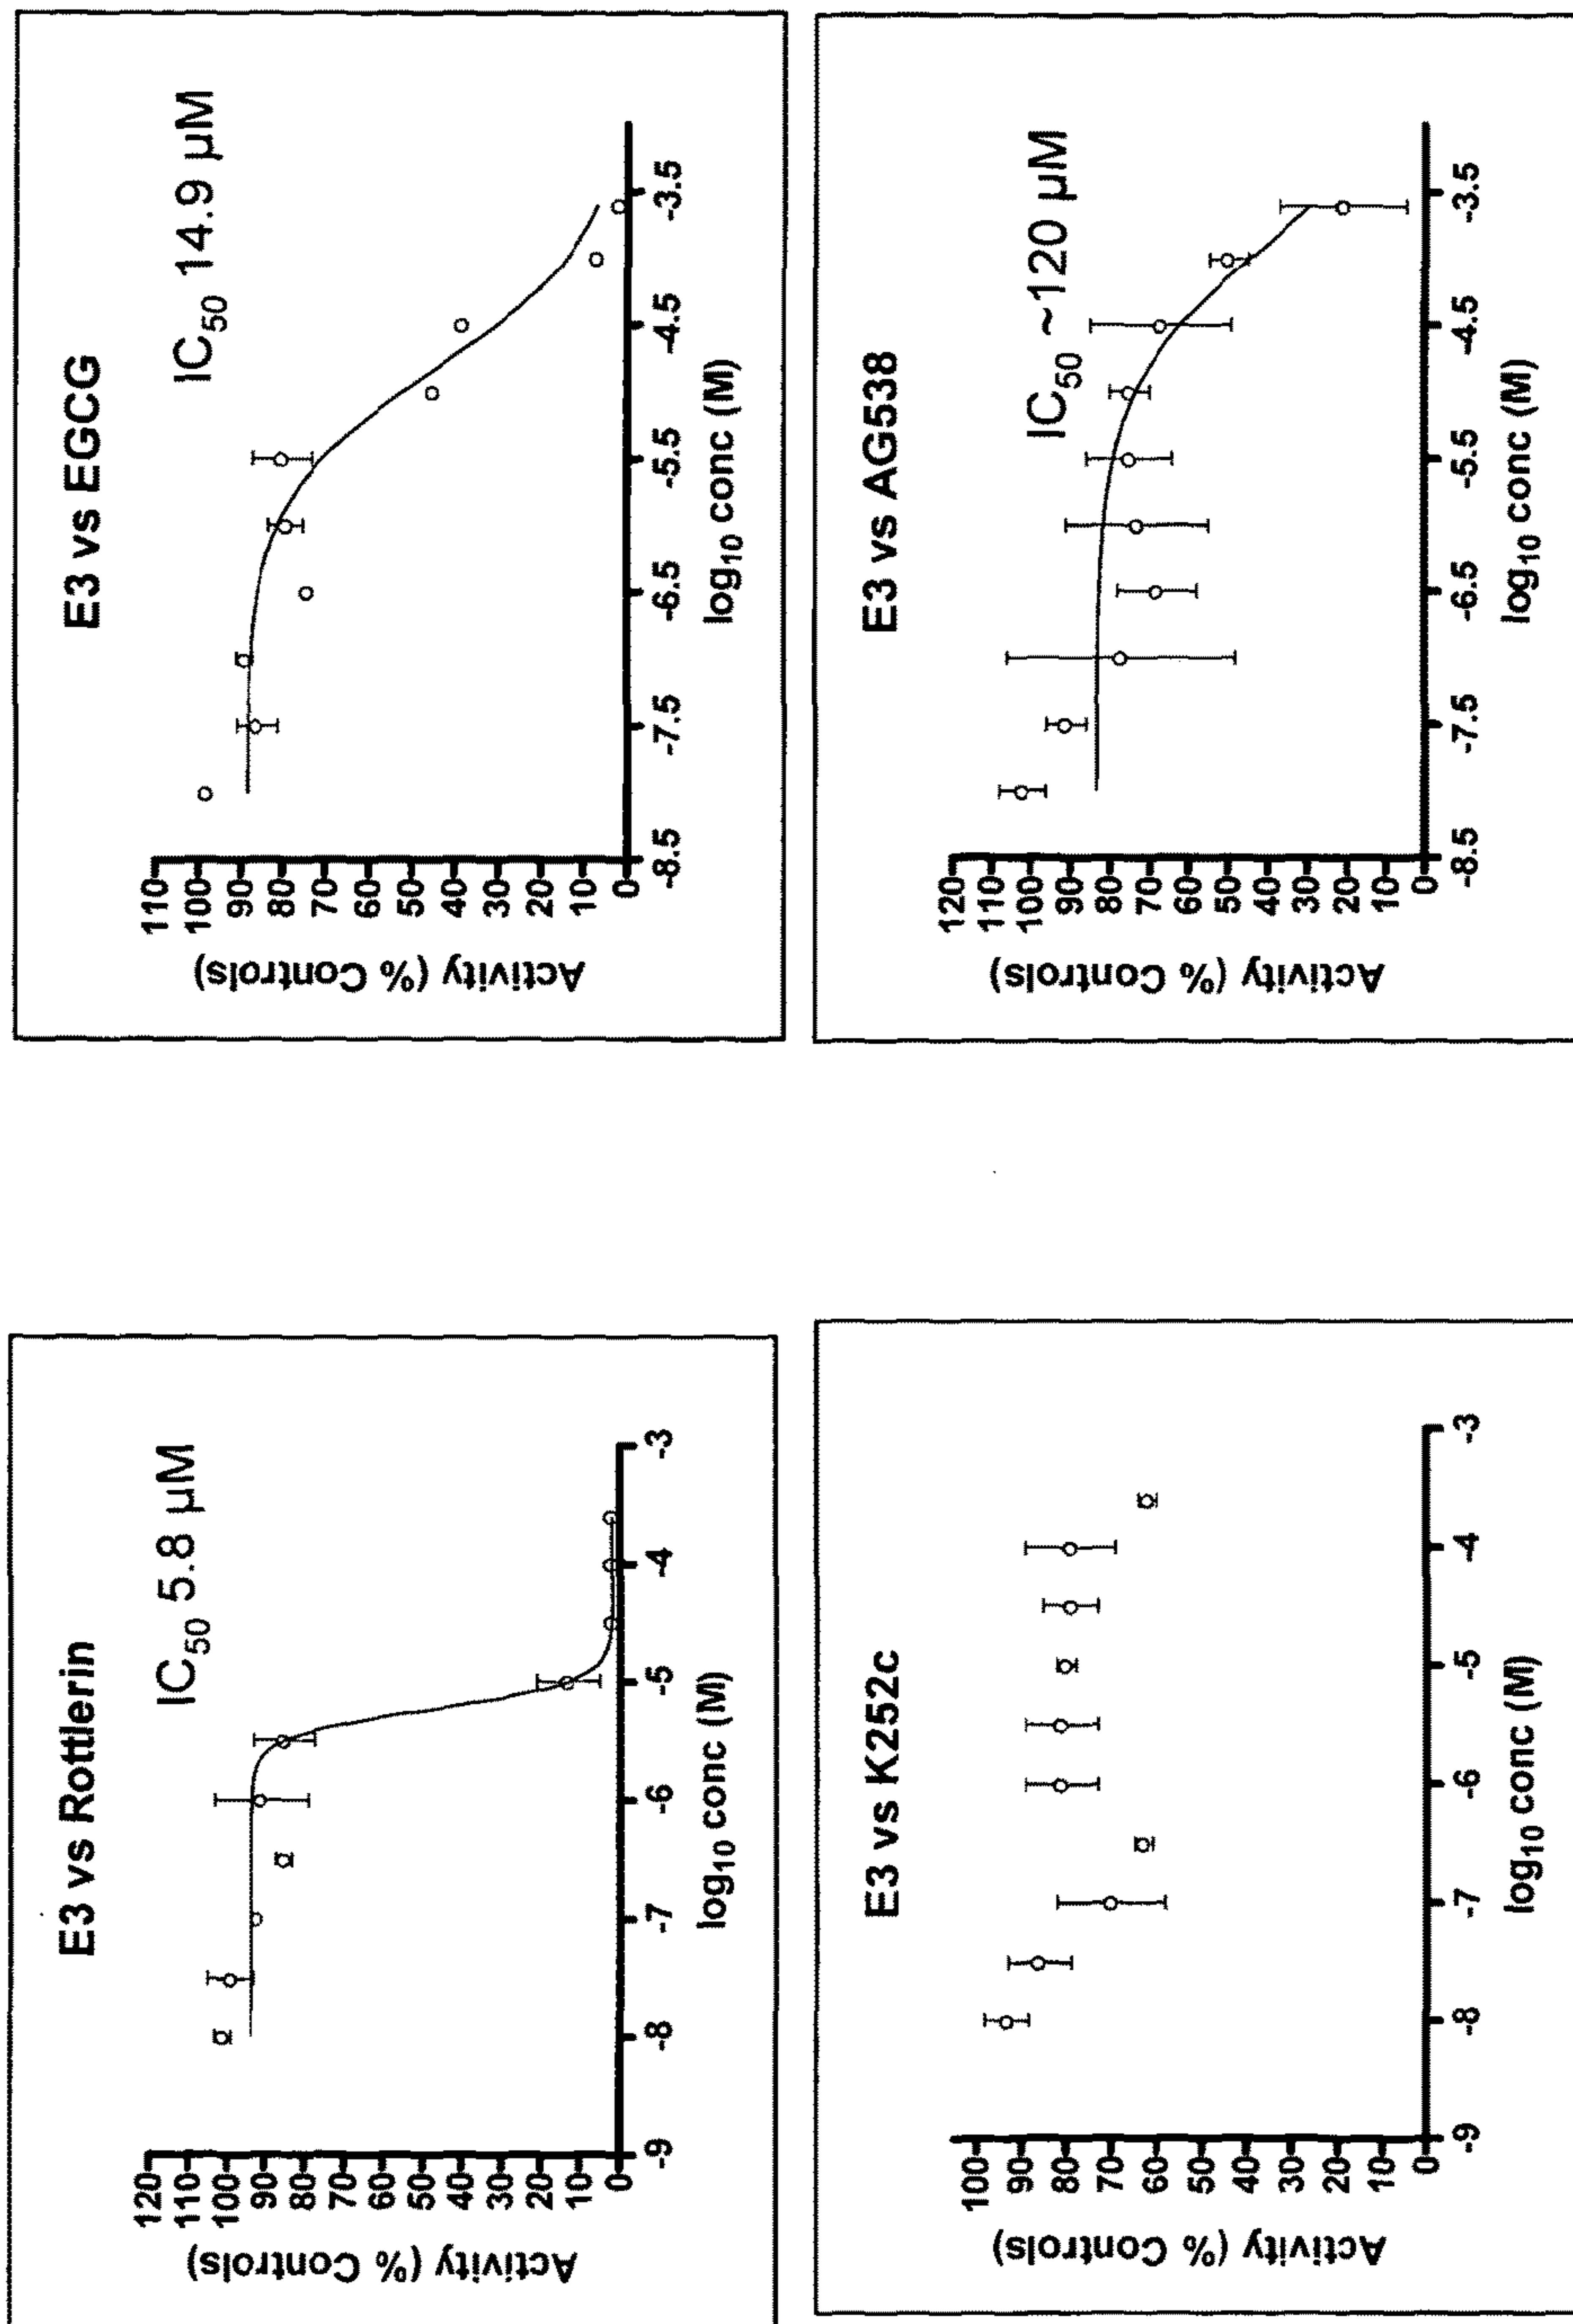 E3 vs Rottlerin
IC50 5.8 µM
Activity (% Controls)
120
110
100
90
80
70
60
50
40
30
20
10
0
-9 -8 -7 -6 -5 -4 -3
log10 conc (M)
E3 vs EGCG
IC50 14.9 µM
Activity (% Controls)
110
100
90
80
70
60
50
40
30
20
10
0
-8.5 -7.5 -6.5 -5.5 -4.5 -3.5
log10 conc (M)
E3 vs K252c
Activity (% Controls)
100
90
80
70
60
50
40
30
20
10
0
-9 -8 -7 -6 -5 -4 -3
log10 conc (M)
E3 vs AG538
IC50 ~120 µM
Activity (% Controls)
120
110
100
90
80
70
60
50
40
30
20
10
0
-8.5 -7.5 -6.5 -5.5 -4.5 -3.5
log10 conc (M)